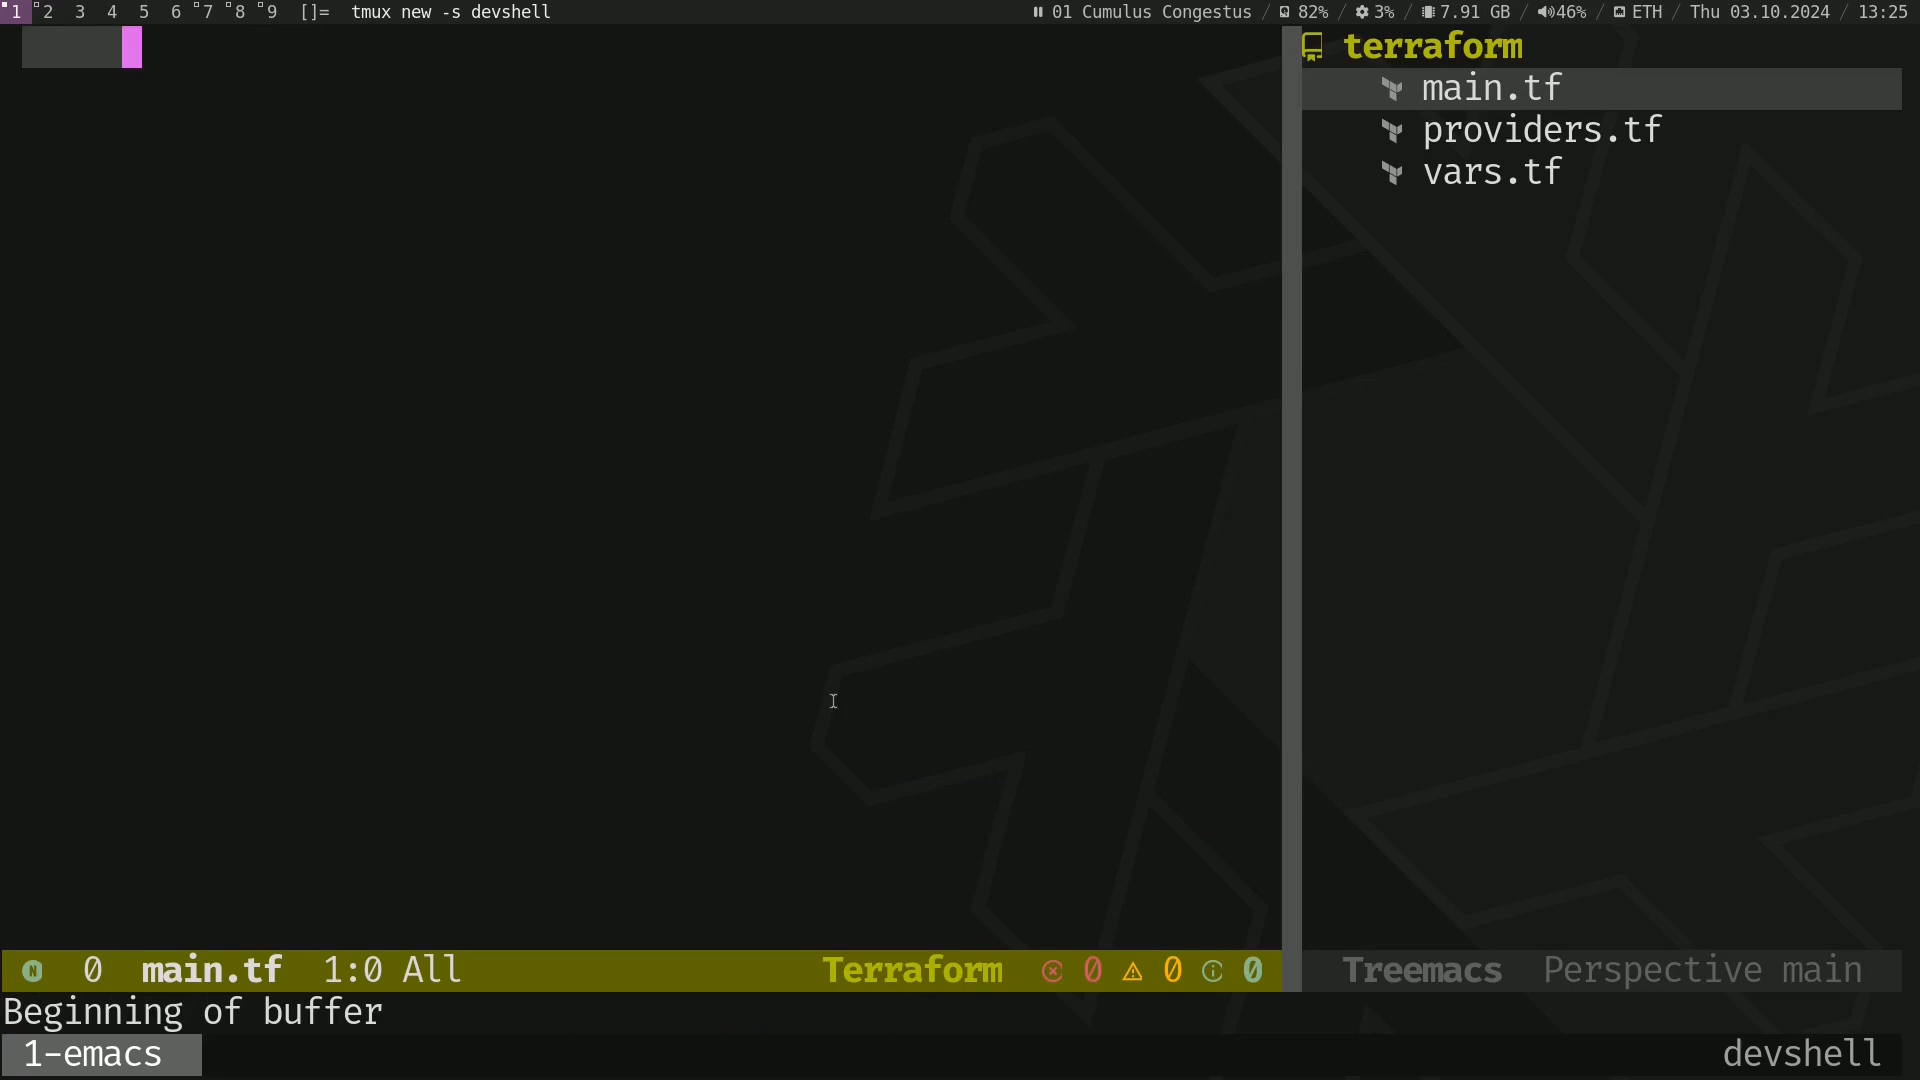 1 2 3 4 5 6 7 8 9 []= tmux new -s devshell 01 Cumulus Congestus / 82% / 3% / 7.91 GB / 46% / ETH / Thu 03.10.2024 / 13:25
terraform
main.tf
providers.tf
vars.tf
N 0 main.tf 1:0 All Terraform 0 0 0 Treemacs Perspective main
Beginning of buffer
1-emacs devshell